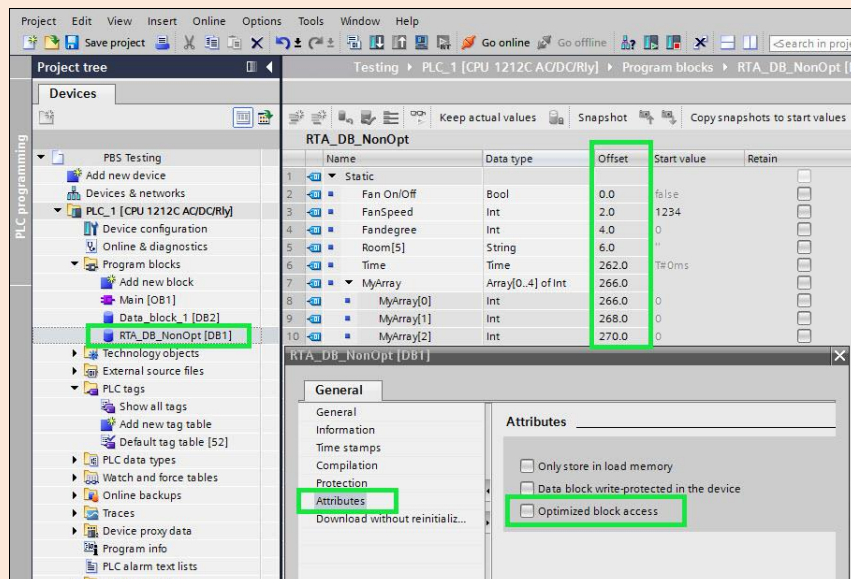 Project Edit View Insert Online Options Tools Window Help
Save project Go online Go offline <Search in proje
Project tree
Testing PLC_1 [CPU 1212C AC/DC/Rly] Program blocks RTA_DB_NonOpt [
Devices
Keep actual values Snapshot Copy snapshots to start values
RTA_DB_NonOpt
Name Data type Offset Start value Retain
PLC programming
PBS Testing
Add new device
Devices & networks
PLC_1 [CPU 1212C AC/DC/Rly]
Device configuration
Online & diagnostics
Program blocks
Add new block
Main [OB1]
Data_block_1 [DB2]
RTA_DB_NonOpt [DB1]
Technology objects
External source files
PLC tags
Show all tags
Add new tag table
Default tag table [52]
PLC data types
Watch and force tables
Online backups
Traces
Device proxy data
Program info
PLC alarm text lists
1 Static
2 Fan On/Off Bool 0.0 false
3 FanSpeed Int 2.0 1234
4 Fandegree Int 4.0 0
5 Room[5] String 6.0 ''
6 Time Time 262.0 T#0ms
7 MyArray Array[0..4] of Int 266.0
8 MyArray[0] Int 266.0 0
9 MyArray[1] Int 268.0 0
10 MyArray[2] Int 270.0 0
RTA_DB_NonOpt [DB1]
General
General
Information
Time stamps
Compilation
Protection
Attributes
Download without reinitializ...
Attributes
Only store in load memory
Data block write-protected in the device
Optimized block access